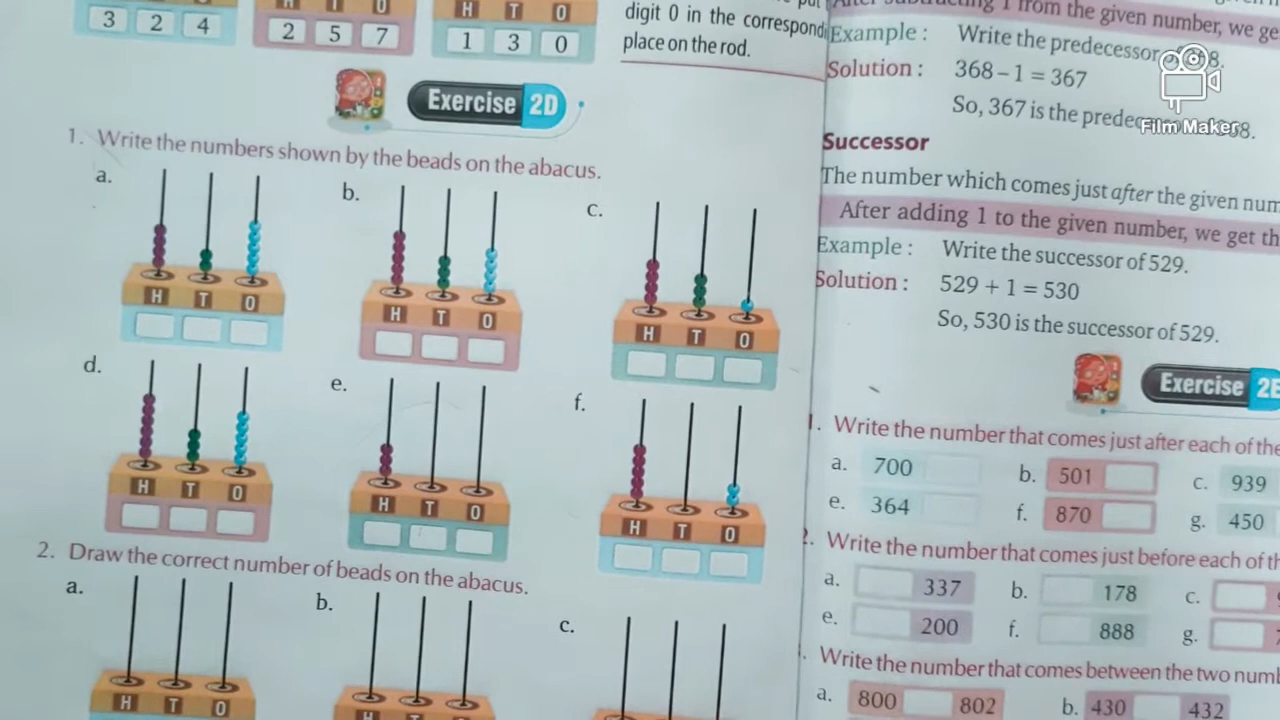 H T O
3 2 4
2 5 7
1 3 0
digit 0 in the correspond
place on the rod.
Exercise 2D
1. Write the numbers shown by the beads on the abacus.
a.
H T O
b.
H T O
c.
H T O
d.
H T O
e.
H T O
f.
H T O
2. Draw the correct number of beads on the abacus.
a.
H T O
b.
H T O
c.
1 from the given number, we ge
Example : Write the predecessor
Solution : 368 – 1 = 367
So, 367 is the
Film Maker
Successor
The number which comes just after the given num
After adding 1 to the given number, we get th
Example : Write the successor of 529.
Solution : 529 + 1 = 530
So, 530 is the successor of 529.
Exercise 2E
1. Write the number that comes just after each of the
a. 700 b. 501 c. 939
e. 364 f. 870 g. 450
2. Write the number that comes just before each of th
a. 337 b. 178 c.
e. 200 f. 888 g.
. Write the number that comes between the two numb
a. 800 802 b. 430 432